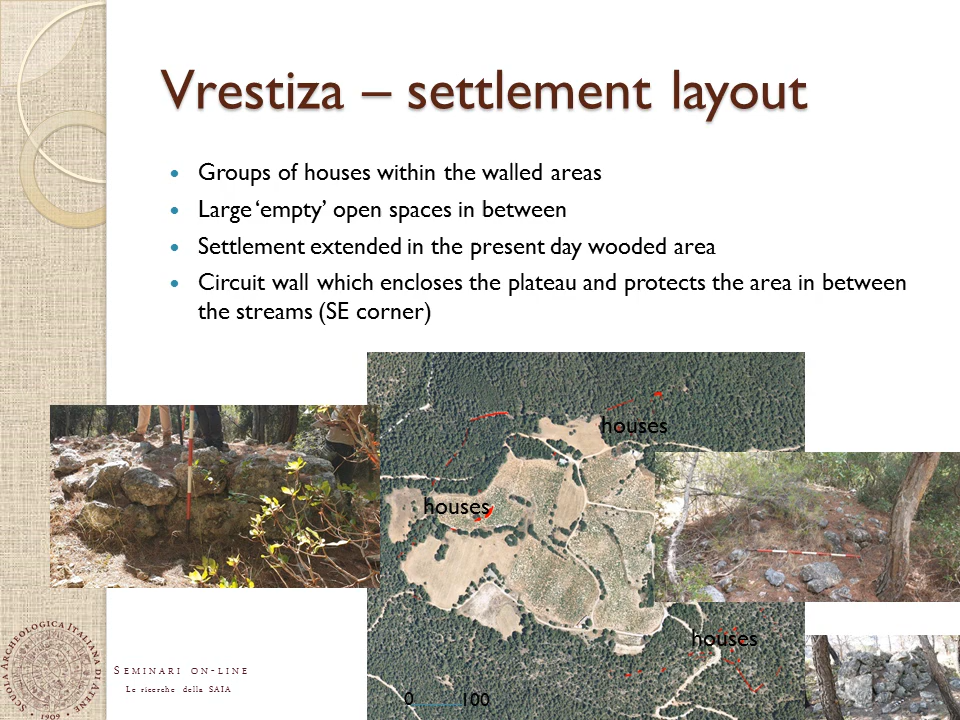 Vrestiza – settlement layout
Groups of houses within the walled areas
Large ‘empty’ open spaces in between
Settlement extended in the present day wooded area
Circuit wall which encloses the plateau and protects the area in between
the streams (SE corner)
houses
houses
houses
0 100
SCUOLA ARCHEOLOGICA ITALIANA DI ATENE
• 1909 •
SEMINARI ON-LINE
Le ricerche della SAIA